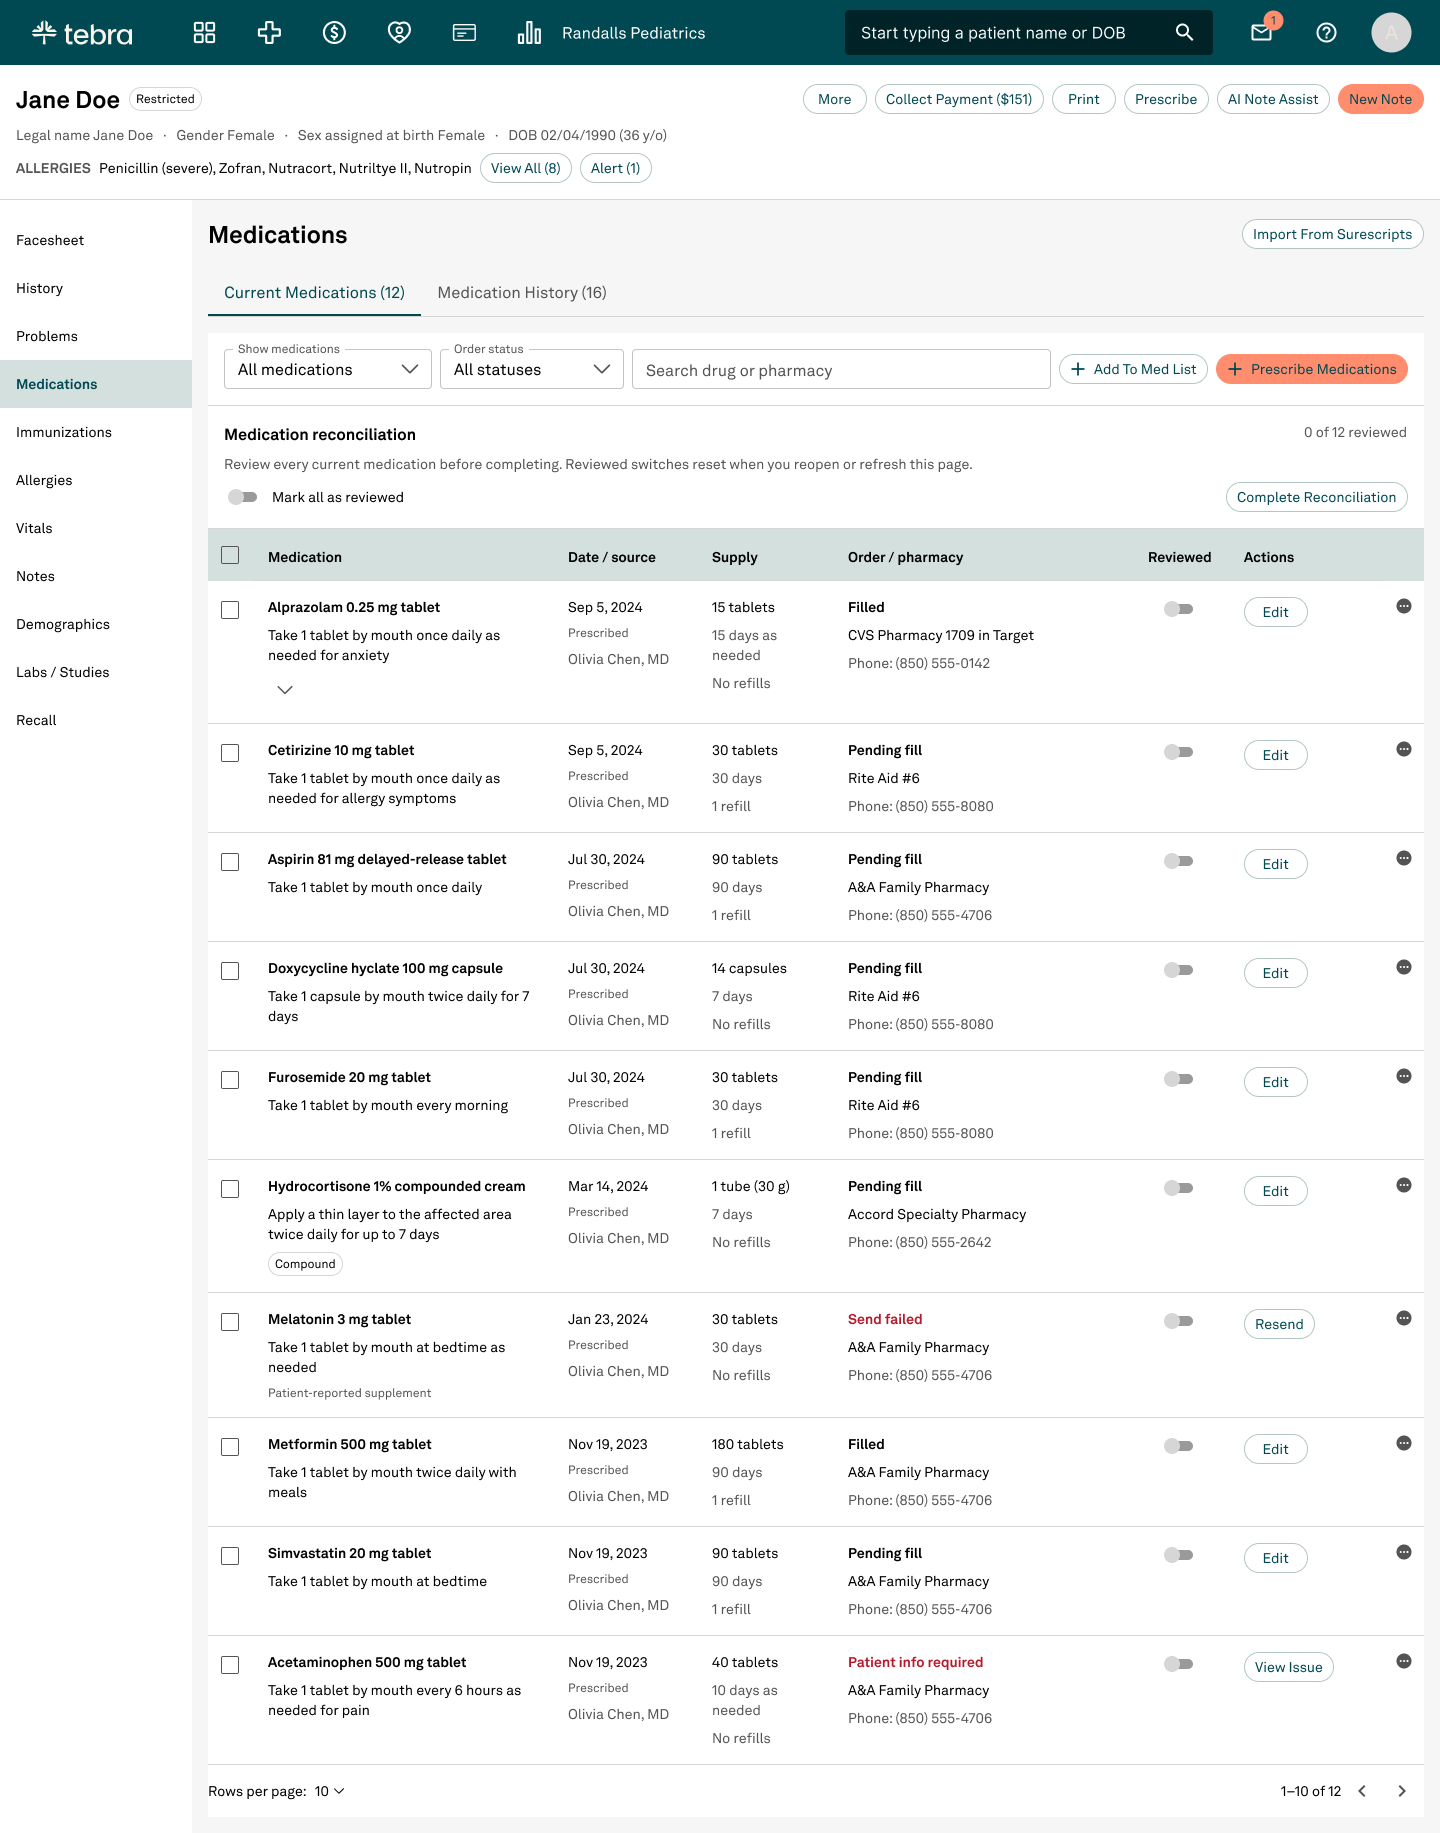 tebra
Randalls Pediatrics
Start typing a patient name or DOB
1
A
Jane Doe
Restricted
More
Collect Payment ($151)
Print
Prescribe
AI Note Assist
New Note
Legal name Jane Doe · Gender Female · Sex assigned at birth Female · DOB 02/04/1990 (36 y/o)
ALLERGIES Penicillin (severe), Zofran, Nutracort, Nutriltye II, Nutropin
View All (8)
Alert (1)
Facesheet
History
Problems
Medications
Immunizations
Allergies
Vitals
Notes
Demographics
Labs / Studies
Recall
Medications
Import From Surescripts
Current Medications (12)
Medication History (16)
Show medications
All medications
Order status
All statuses
Search drug or pharmacy
Add To Med List
Prescribe Medications
Medication reconciliation
0 of 12 reviewed
Review every current medication before completing. Reviewed switches reset when you reopen or refresh this page.
Mark all as reviewed
Complete Reconciliation
Medication
Date / source
Supply
Order / pharmacy
Reviewed
Actions
Alprazolam 0.25 mg tablet
Take 1 tablet by mouth once daily as
needed for anxiety
Sep 5, 2024
Prescribed
Olivia Chen, MD
15 tablets
15 days as
needed
No refills
Filled
CVS Pharmacy 1709 in Target
Phone: (850) 555-0142
Edit
Cetirizine 10 mg tablet
Take 1 tablet by mouth once daily as
needed for allergy symptoms
Sep 5, 2024
Prescribed
Olivia Chen, MD
30 tablets
30 days
1 refill
Pending fill
Rite Aid #6
Phone: (850) 555-8080
Edit
Aspirin 81 mg delayed-release tablet
Take 1 tablet by mouth once daily
Jul 30, 2024
Prescribed
Olivia Chen, MD
90 tablets
90 days
1 refill
Pending fill
A&A Family Pharmacy
Phone: (850) 555-4706
Edit
Doxycycline hyclate 100 mg capsule
Take 1 capsule by mouth twice daily for 7
days
Jul 30, 2024
Prescribed
Olivia Chen, MD
14 capsules
7 days
No refills
Pending fill
Rite Aid #6
Phone: (850) 555-8080
Edit
Furosemide 20 mg tablet
Take 1 tablet by mouth every morning
Jul 30, 2024
Prescribed
Olivia Chen, MD
30 tablets
30 days
1 refill
Pending fill
Rite Aid #6
Phone: (850) 555-8080
Edit
Hydrocortisone 1% compounded cream
Apply a thin layer to the affected area
twice daily for up to 7 days
Compound
Mar 14, 2024
Prescribed
Olivia Chen, MD
1 tube (30 g)
7 days
No refills
Pending fill
Accord Specialty Pharmacy
Phone: (850) 555-2642
Edit
Melatonin 3 mg tablet
Take 1 tablet by mouth at bedtime as
needed
Patient-reported supplement
Jan 23, 2024
Prescribed
Olivia Chen, MD
30 tablets
30 days
No refills
Send failed
A&A Family Pharmacy
Phone: (850) 555-4706
Resend
Metformin 500 mg tablet
Take 1 tablet by mouth twice daily with
meals
Nov 19, 2023
Prescribed
Olivia Chen, MD
180 tablets
90 days
1 refill
Filled
A&A Family Pharmacy
Phone: (850) 555-4706
Edit
Simvastatin 20 mg tablet
Take 1 tablet by mouth at bedtime
Nov 19, 2023
Prescribed
Olivia Chen, MD
90 tablets
90 days
1 refill
Pending fill
A&A Family Pharmacy
Phone: (850) 555-4706
Edit
Acetaminophen 500 mg tablet
Take 1 tablet by mouth every 6 hours as
needed for pain
Nov 19, 2023
Prescribed
Olivia Chen, MD
40 tablets
10 days as
needed
No refills
Patient info required
A&A Family Pharmacy
Phone: (850) 555-4706
View Issue
Rows per page: 10
1–10 of 12